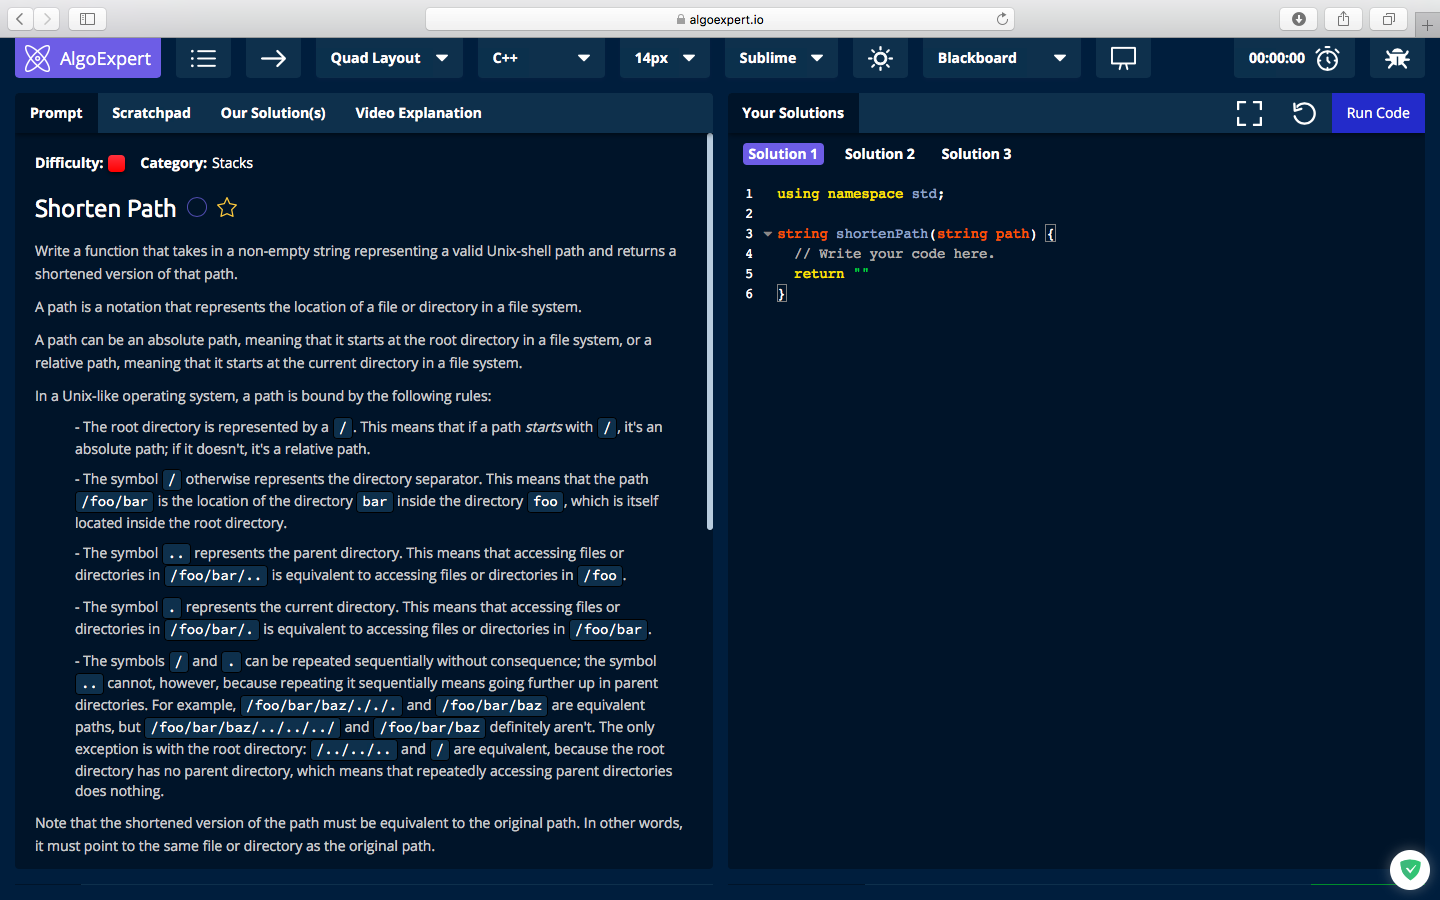 algoexpert.io
AlgoExpert
Quad Layout
C++
14px
Sublime
Blackboard
00:00:00
Prompt
Scratchpad
Our Solution(s)
Video Explanation
Your Solutions
Run Code
Difficulty:
Category: Stacks
Solution 1
Solution 2
Solution 3
Shorten Path
Write a function that takes in a non-empty string representing a valid Unix-shell path and returns a
shortened version of that path.
A path is a notation that represents the location of a file or directory in a file system.
A path can be an absolute path, meaning that it starts at the root directory in a file system, or a
relative path, meaning that it starts at the current directory in a file system.
In a Unix-like operating system, a path is bound by the following rules:
- The root directory is represented by a / . This means that if a path starts with / , it's an
absolute path; if it doesn't, it's a relative path.
- The symbol / otherwise represents the directory separator. This means that the path
/foo/bar is the location of the directory bar inside the directory foo , which is itself
located inside the root directory.
- The symbol .. represents the parent directory. This means that accessing files or
directories in /foo/bar/.. is equivalent to accessing files or directories in /foo .
- The symbol . represents the current directory. This means that accessing files or
directories in /foo/bar/. is equivalent to accessing files or directories in /foo/bar .
- The symbols / and . can be repeated sequentially without consequence; the symbol
.. cannot, however, because repeating it sequentially means going further up in parent
directories. For example, /foo/bar/baz/././. and /foo/bar/baz are equivalent
paths, but /foo/bar/baz/../../../ and /foo/bar/baz definitely aren't. The only
exception is with the root directory: /../../.. and / are equivalent, because the root
directory has no parent directory, which means that repeatedly accessing parent directories
does nothing.
Note that the shortened version of the path must be equivalent to the original path. In other words,
it must point to the same file or directory as the original path.
1 using namespace std;
2
3 string shortenPath(string path) {
4 // Write your code here.
5 return ""
6 }